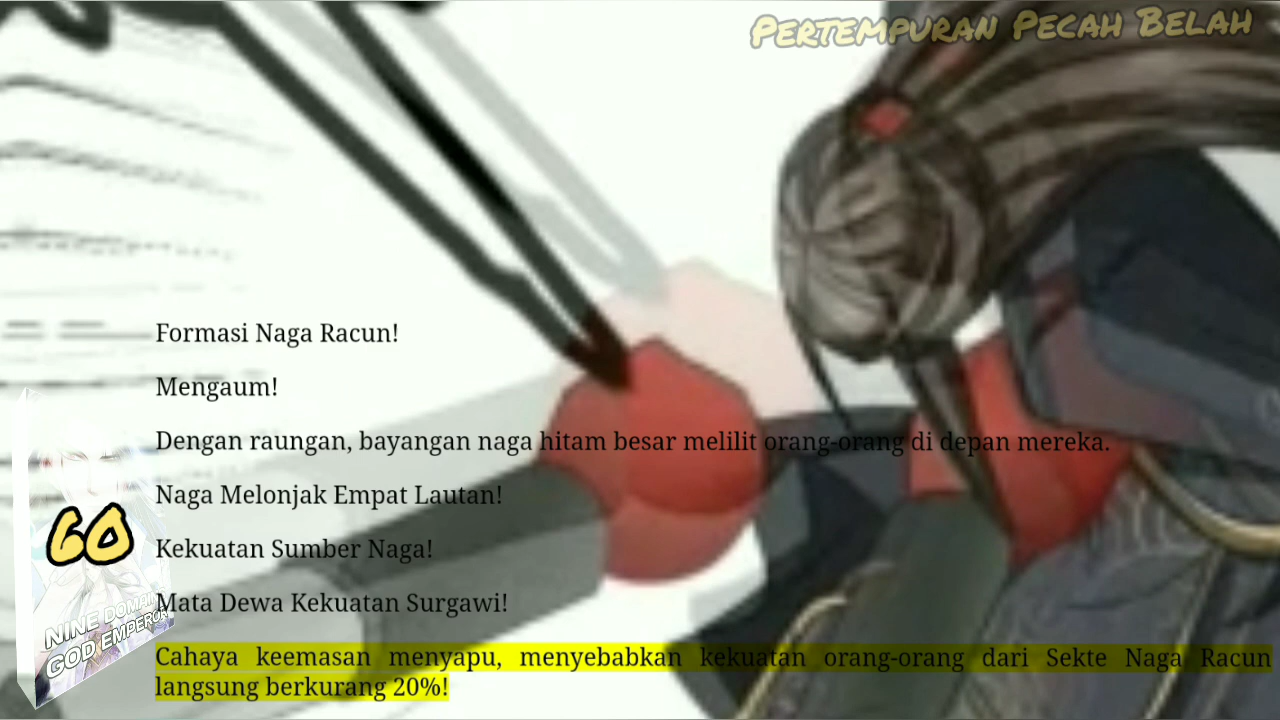 Pertempuran Pecah Belah
Formasi Naga Racun!
Mengaum!
Dengan raungan, bayangan naga hitam besar melilit orang-orang di depan mereka.
Naga Melonjak Empat Lautan!
Kekuatan Sumber Naga!
60
Mata Dewa Kekuatan Surgawi!
NINE DOMAIN
GOD EMPEROR
Cahaya keemasan menyapu, menyebabkan kekuatan orang-orang dari Sekte Naga Racun
langsung berkurang 20%!